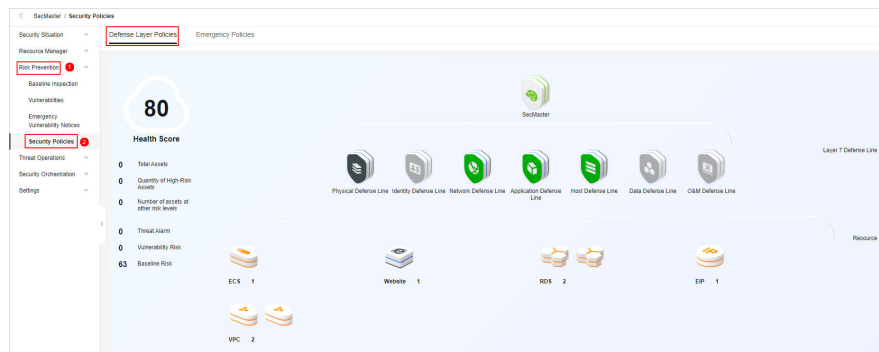 < SecMaster / Security Policies
Security Situation
Resource Manager
Risk Prevention 1
Baseline Inspection
Vulnerabilities
Emergency
Vulnerability Notices
Security Policies 2
Threat Operations
Security Orchestration
Settings
Defense Layer Policies Emergency Policies
80
Health Score
0 Total Assets
0 Quantity of High-Risk
Assets
0 Number of assets at
other risk levels
0 Threat Alarm
0 Vulnerability Risk
63 Baseline Risk
SecMaster
Layer 7 Defense Line
Physical Defense Line Identity Defense Line Network Defense Line Application Defense
Line Host Defense Line Data Defense Line O&M Defense Line
Resource
IP
ECS 1 Website 1 RDS 2 EIP 1
VPC 2